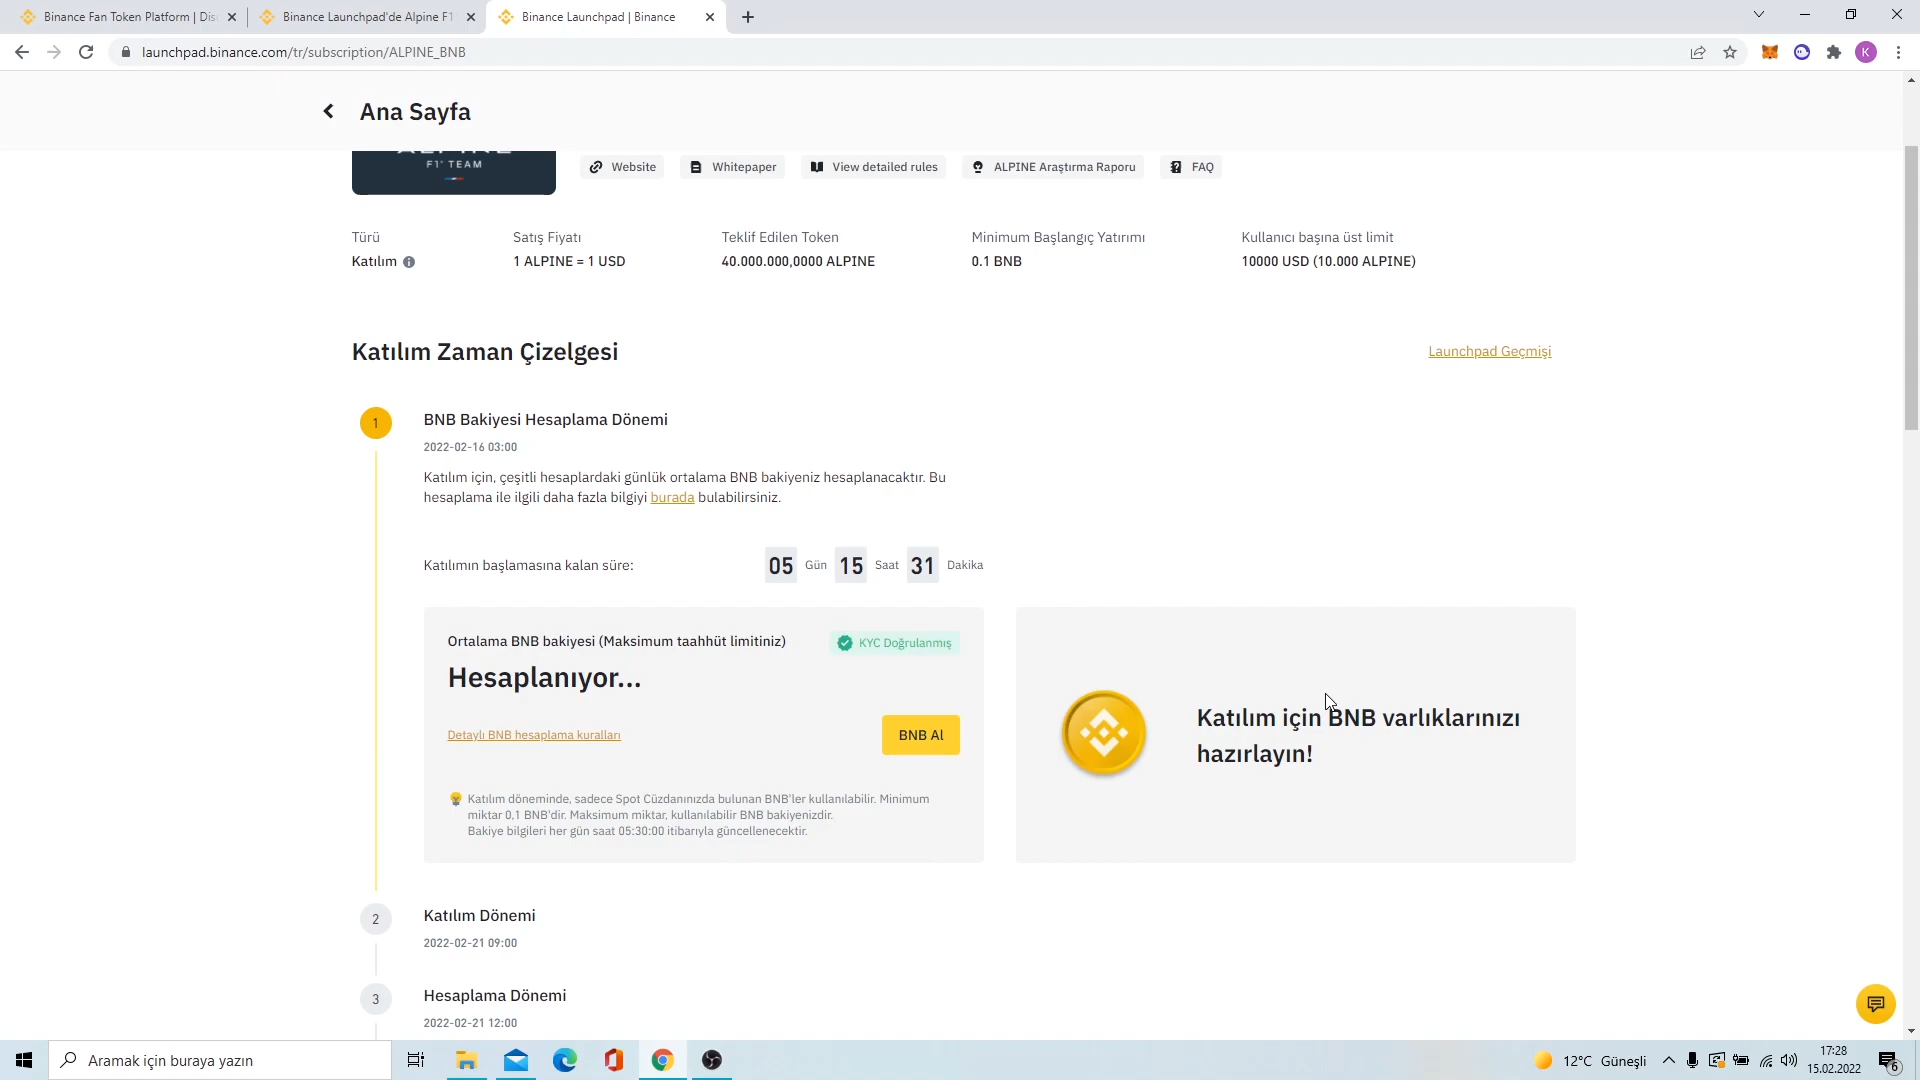 Binance Fan Token Platform | Dis
Binance Launchpad'de Alpine F1
Binance Launchpad | Binance
launchpad.binance.com/tr/subscription/ALPINE_BNB
K
Ana Sayfa
ALPINE
F1® TEAM
Website
Whitepaper
View detailed rules
ALPINE Araştırma Raporu
FAQ
Türü
Katılım
Satış Fiyatı
1 ALPINE = 1 USD
Teklif Edilen Token
40.000.000,0000 ALPINE
Minimum Başlangıç Yatırımı
0.1 BNB
Kullanıcı başına üst limit
10000 USD (10.000 ALPINE)
Katılım Zaman Çizelgesi
Launchpad Geçmişi
1
BNB Bakiyesi Hesaplama Dönemi
2022-02-16 03:00
Katılım için, çeşitli hesaplardaki günlük ortalama BNB bakiyeniz hesaplanacaktır. Bu
hesaplama ile ilgili daha fazla bilgiyi burada bulabilirsiniz.
Katılımın başlamasına kalan süre:
05 Gün 15 Saat 31 Dakika
Ortalama BNB bakiyesi (Maksimum taahhüt limitiniz)
KYC Doğrulanmış
Hesaplanıyor...
Detaylı BNB hesaplama kuralları
BNB Al
Katılım döneminde, sadece Spot Cüzdanınızda bulunan BNB'ler kullanılabilir. Minimum
miktar 0,1 BNB'dir. Maksimum miktar, kullanılabilir BNB bakiyenizdir.
Bakiye bilgileri her gün saat 05:30:00 itibarıyla güncellenecektir.
Katılım için BNB varlıklarınızı
hazırlayın!
2
Katılım Dönemi
2022-02-21 09:00
3
Hesaplama Dönemi
2022-02-21 12:00
Aramak için buraya yazın
12°C Güneşli
17:28
15.02.2022
6